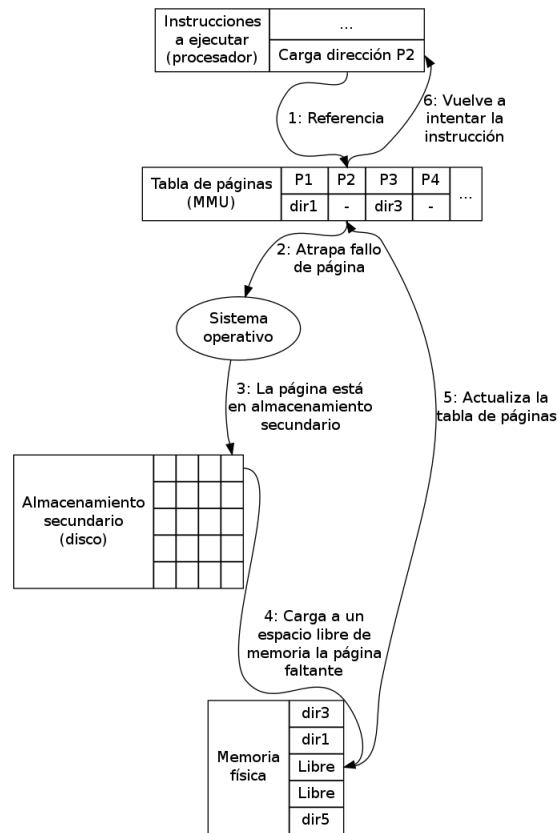 Instrucciones
a ejecutar
(procesador)
...
Carga dirección P2
1: Referencia
6: Vuelve a
intentar la
instrucción
Tabla de páginas
(MMU)
P1 P2 P3 P4
dir1 - dir3 - ...
2: Atrapa fallo
de página
Sistema
operativo
3: La página está
en almacenamiento
secundario
5: Actualiza la
tabla de páginas
Almacenamiento
secundario
(disco)
4: Carga a un
espacio libre de
memoria la página
faltante
Memoria
física
dir3
dir1
Libre
Libre
dir5